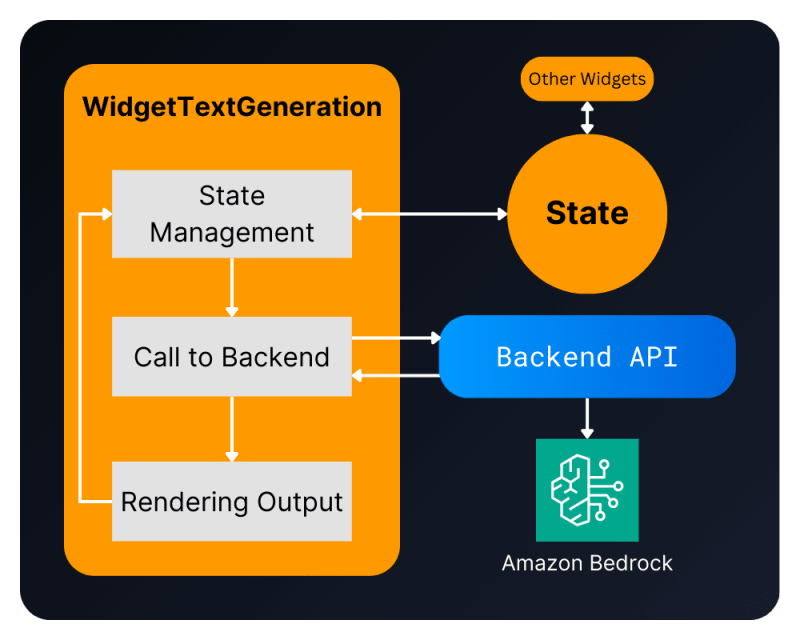 WidgetTextGeneration
State
Management
Call to Backend
Rendering Output
Other Widgets
State
Backend API
Amazon Bedrock